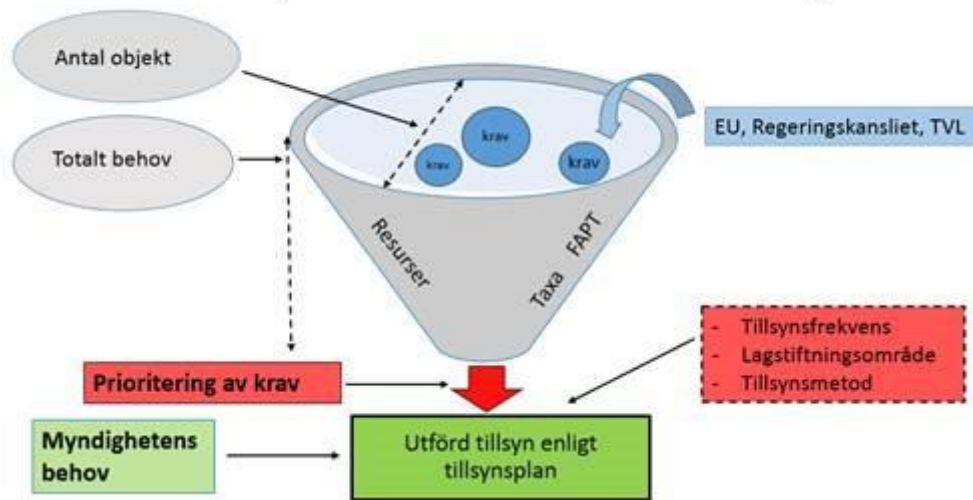 Antal objekt
Totalt behov
krav
krav
krav
EU, Regeringskansliet, TVL
Resurser
Taxa FAPT
- Tillsynsfrekvens
- Lagstiftningsområde
- Tillsynsmetod
Prioritering av krav
Myndighetens
behov
Utförd tillsyn enligt
tillsynsplan